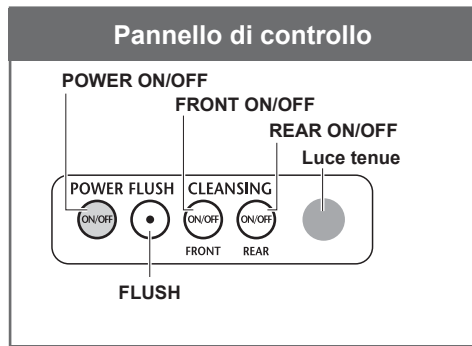 Pannello di controllo
POWER ON/OFF
FRONT ON/OFF
REAR ON/OFF
Luce tenue
POWER FLUSH CLEANSING
ON/OFF ON/OFF ON/OFF
FRONT REAR
FLUSH